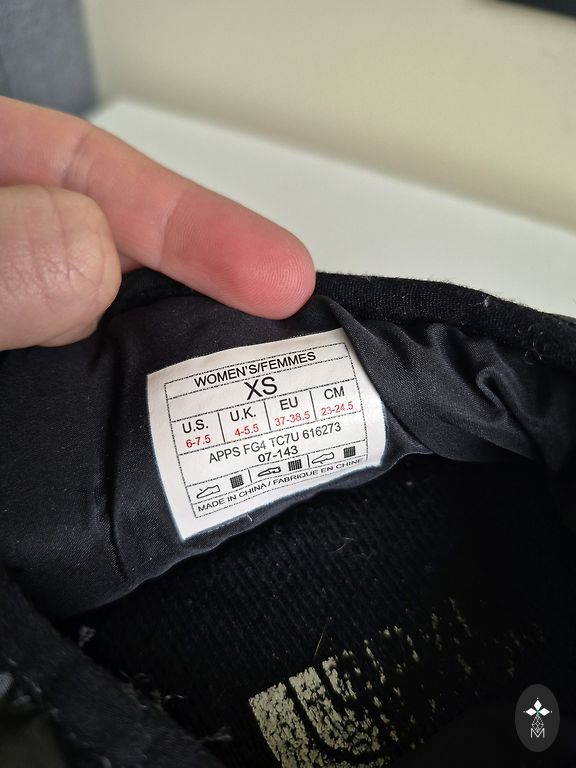 WOMEN'S/FEMMES
XS
U.S. U.K. EU CM
6-7.5 4-5.5 37-38.5 23-24.5
APPS FG4 TC7U 616273
07-143
MADE IN CHINA / FABRIQUE EN CHINE
M